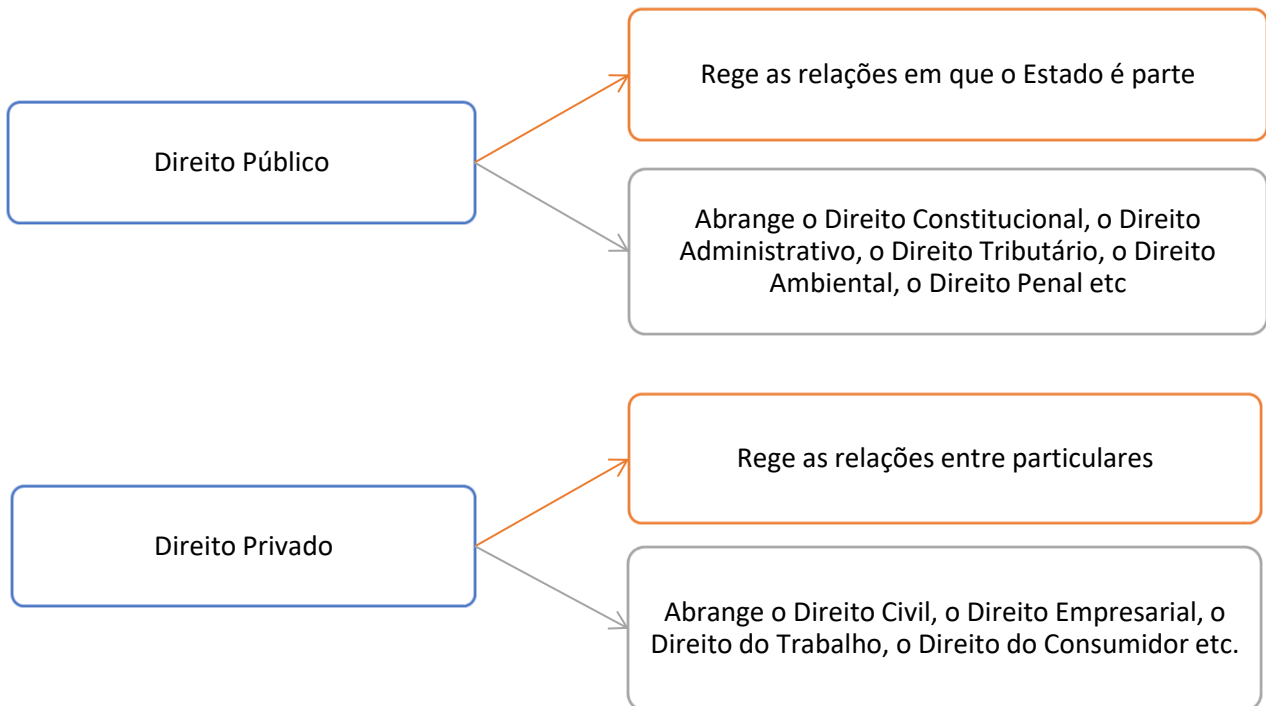 Rege as relações em que o Estado é parte
Direito Público
Abrange o Direito Constitucional, o Direito
Administrativo, o Direito Tributário, o Direito
Ambiental, o Direito Penal etc
Rege as relações entre particulares
Direito Privado
Abrange o Direito Civil, o Direito Empresarial, o
Direito do Trabalho, o Direito do Consumidor etc.